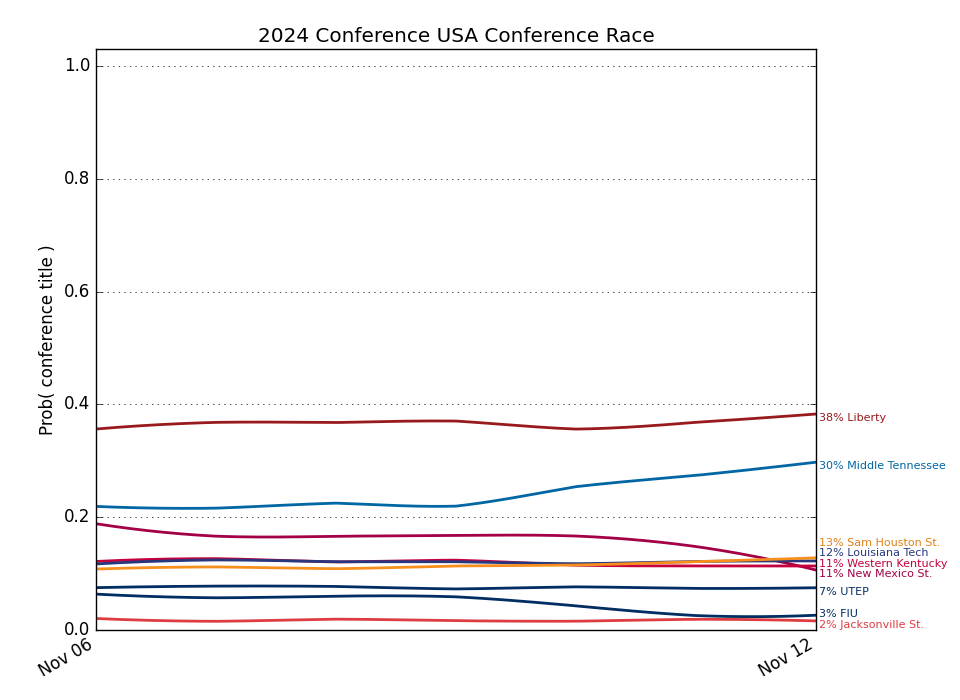 2024 Conference USA Conference Race
1.0
0.8
0.6
0.4
0.2
0.0
Prob( conference title )
38% Liberty
30% Middle Tennessee
13% Sam Houston St.
12% Louisiana Tech
11% Western Kentucky
11% New Mexico St.
7% UTEP
3% FIU
2% Jacksonville St.
Nov 06
Nov 12